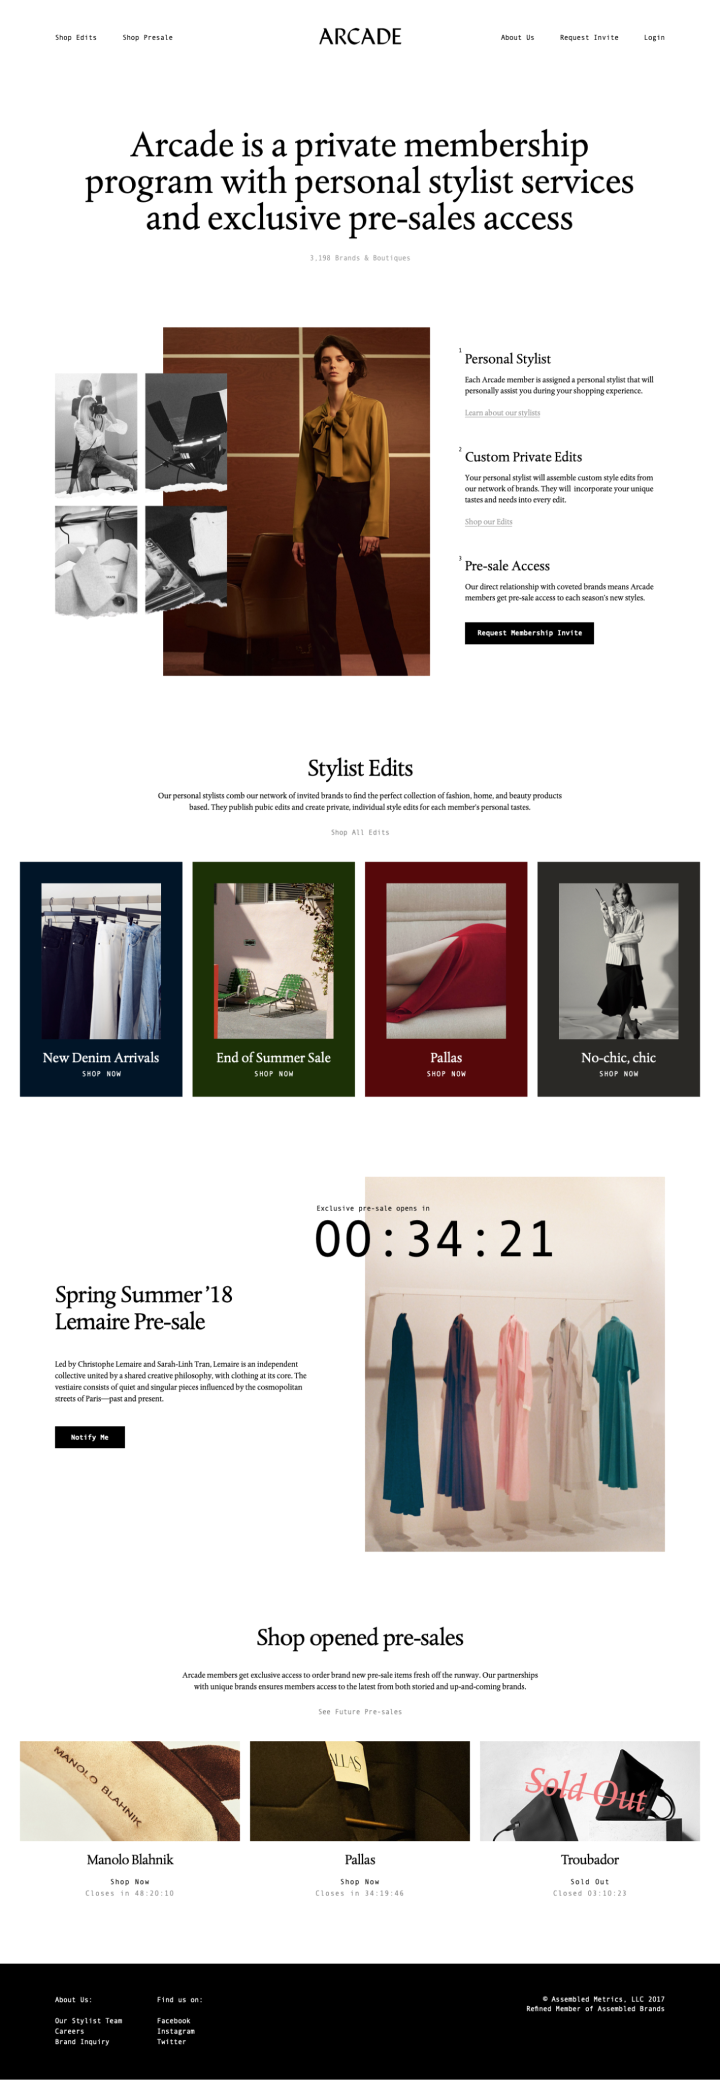 Shop Edits
Shop Presale
ARCADE
About Us
Request Invite
Login
Arcade is a private membership
program with personal stylist services
and exclusive pre-sales access
3,198 Brands & Boutiques
1
Personal Stylist
Each Arcade member is assigned a personal stylist that will
personally assist you during your shopping experience.
Learn about our stylists
2
Custom Private Edits
Your personal stylist will assemble custom style edits from
our network of brands. They will incorporate your unique
tastes and needs into every edit.
Shop our Edits
3
Pre-sale Access
Our direct relationship with coveted brands means Arcade
members get pre-sale access to each season's new styles.
Request Membership Invite
Stylist Edits
Our personal stylists comb our network of invited brands to find the perfect collection of fashion, home, and beauty products
based. They publish pubic edits and create private, individual style edits for each member's personal tastes.
Shop All Edits
New Denim Arrivals
SHOP NOW
End of Summer Sale
SHOP NOW
Pallas
SHOP NOW
No-chic, chic
SHOP NOW
Exclusive pre-sale opens in
00:34:21
Spring Summer ’18
Lemaire Pre-sale
Led by Christophe Lemaire and Sarah-Linh Tran, Lemaire is an independent
collective united by a shared creative philosophy, with clothing at its core. The
vestiaire consists of quiet and singular pieces influenced by the cosmopolitan
streets of Paris—past and present.
Notify Me
Shop opened pre-sales
Arcade members get exclusive access to order brand new pre-sale items fresh off the runway. Our partnerships
with unique brands ensures members access to the latest from both storied and up-and-coming brands.
See Future Pre-sales
MANOLO BLAHNIK
ALLAS
Sold Out
Manolo Blahnik
Shop Now
Closes in 48:20:10
Pallas
Shop Now
Closes in 34:19:46
Troubador
Sold Out
Closed 03:10:23
About Us:
Our Stylist Team
Careers
Brand Inquiry
Find us on:
Facebook
Instagram
Twitter
© Assembled Metrics, LLC 2017
Refined Member of Assembled Brands